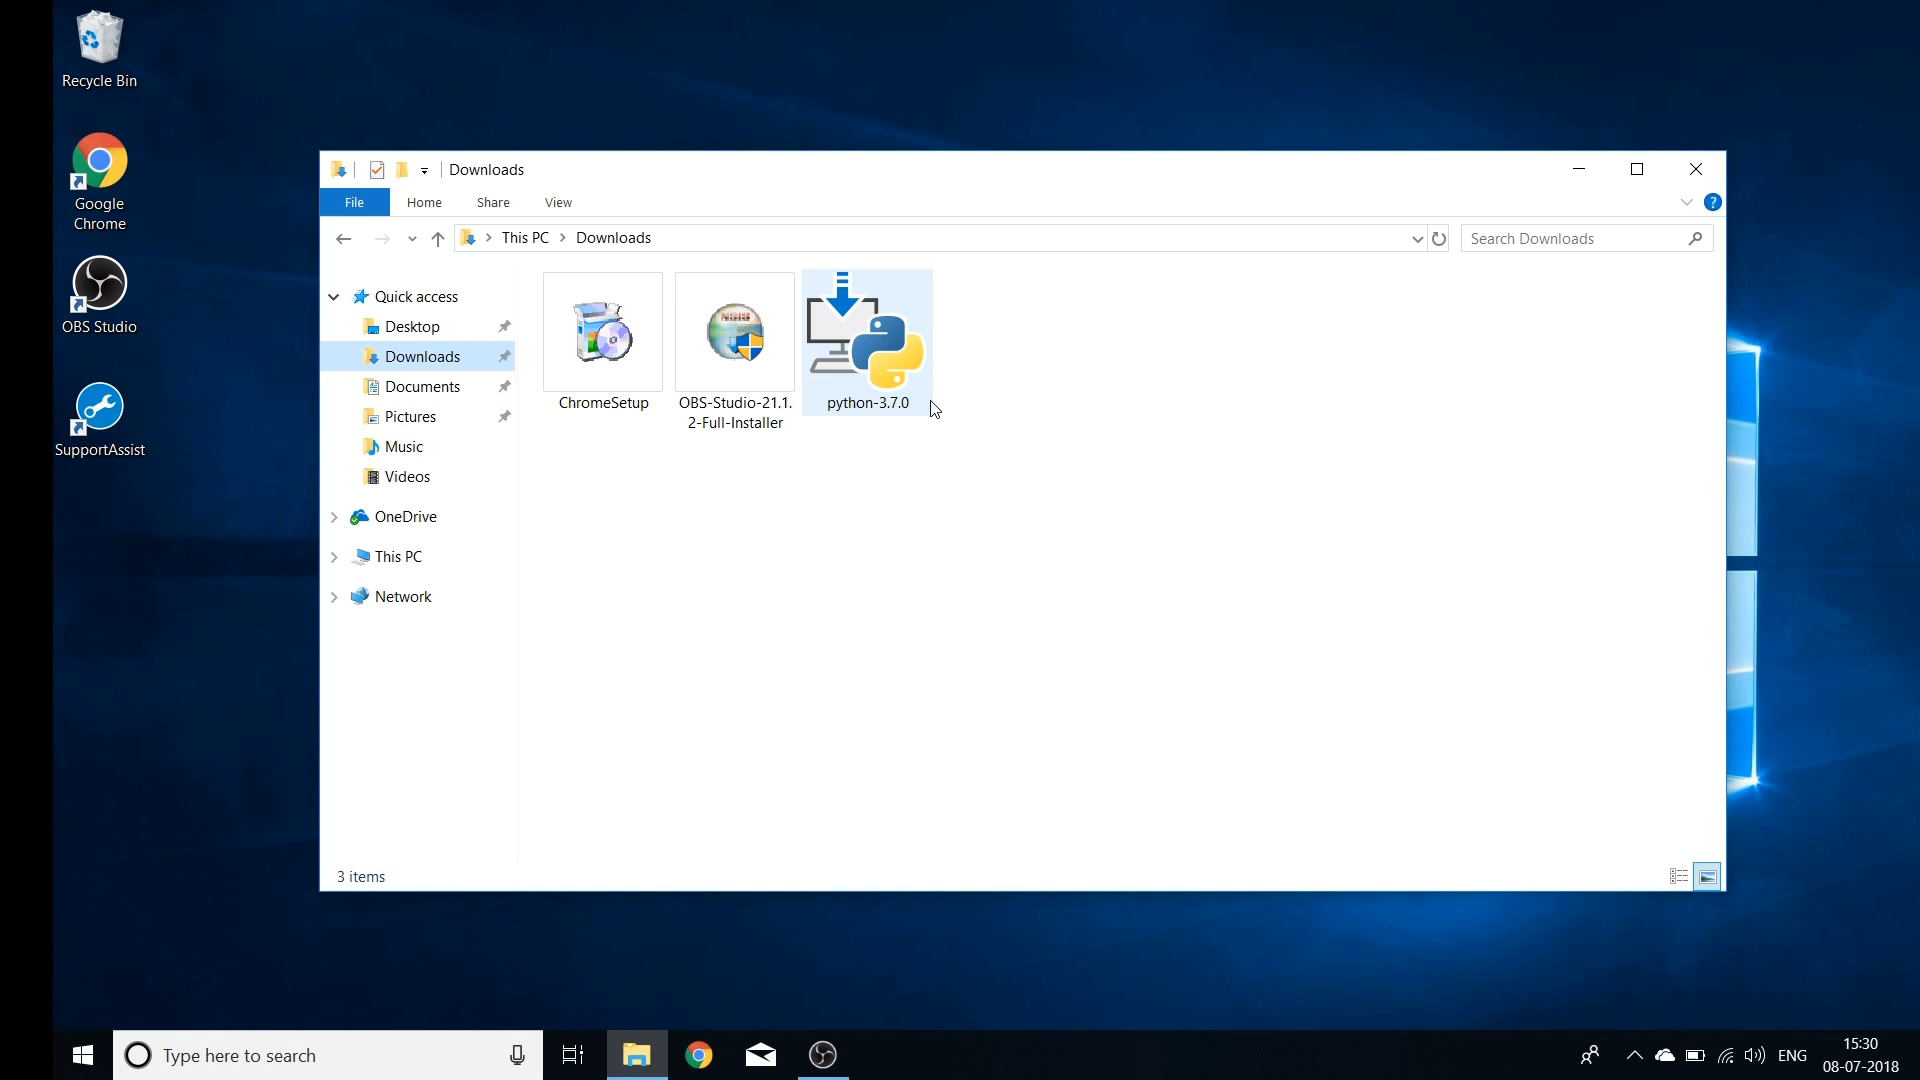 Recycle Bin
Google
Chrome
OBS Studio
SupportAssist
Downloads
File
Home
Share
View
?
This PC
Downloads
Search Downloads
Quick access
Desktop
Downloads
Documents
Pictures
Music
Videos
OneDrive
This PC
Network
ChromeSetup
NSIS
OBS-Studio-21.1.
2-Full-Installer
python-3.7.0
3 items
Type here to search
ENG
15:30
08-07-2018